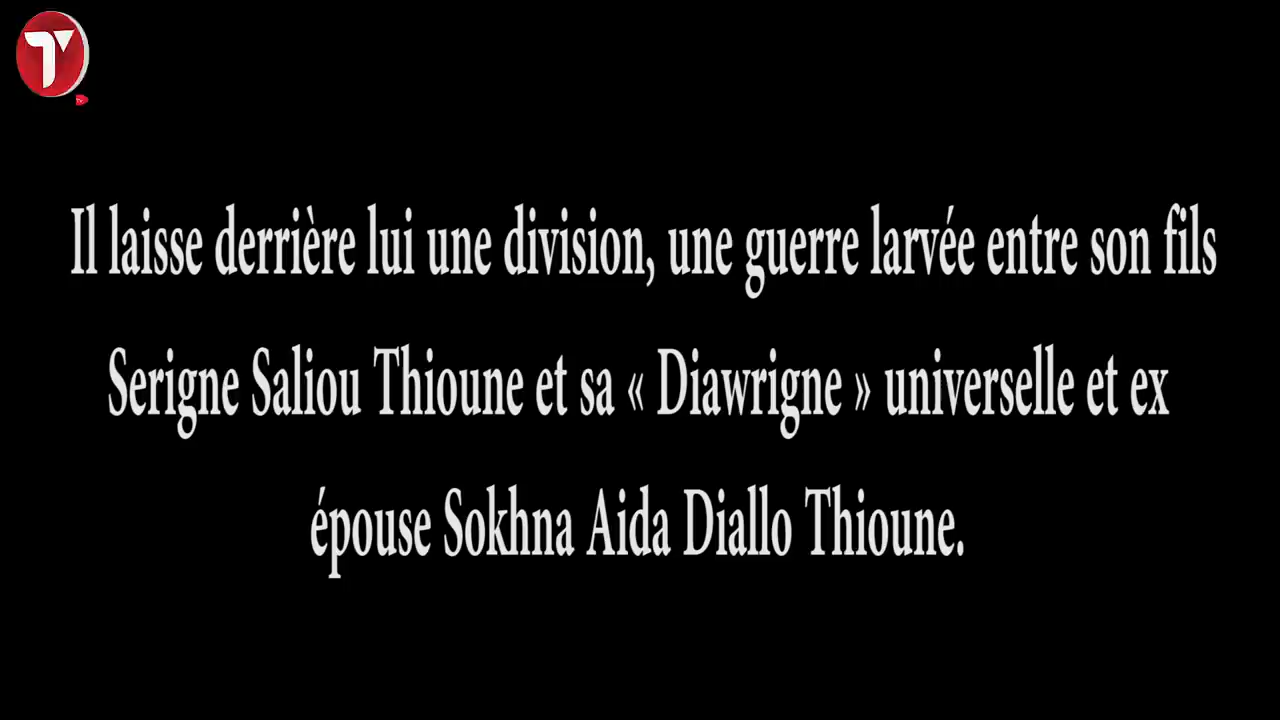 Il laisse derrière lui une division, une guerre larvée entre son fils
Serigne Saliou Thioune et sa « Diawrigne » universelle et ex
épouse Sokhna Aida Diallo Thioune.